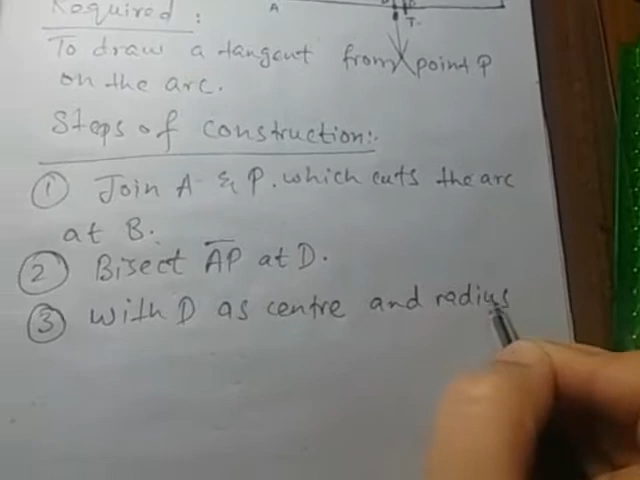 Required:
A
T.
To draw a tangent from point P
on the arc.
Steps of construction:
① Join A & P. which cuts the arc
at B.
② Bisect AP at D.
③ With D as centre and radius